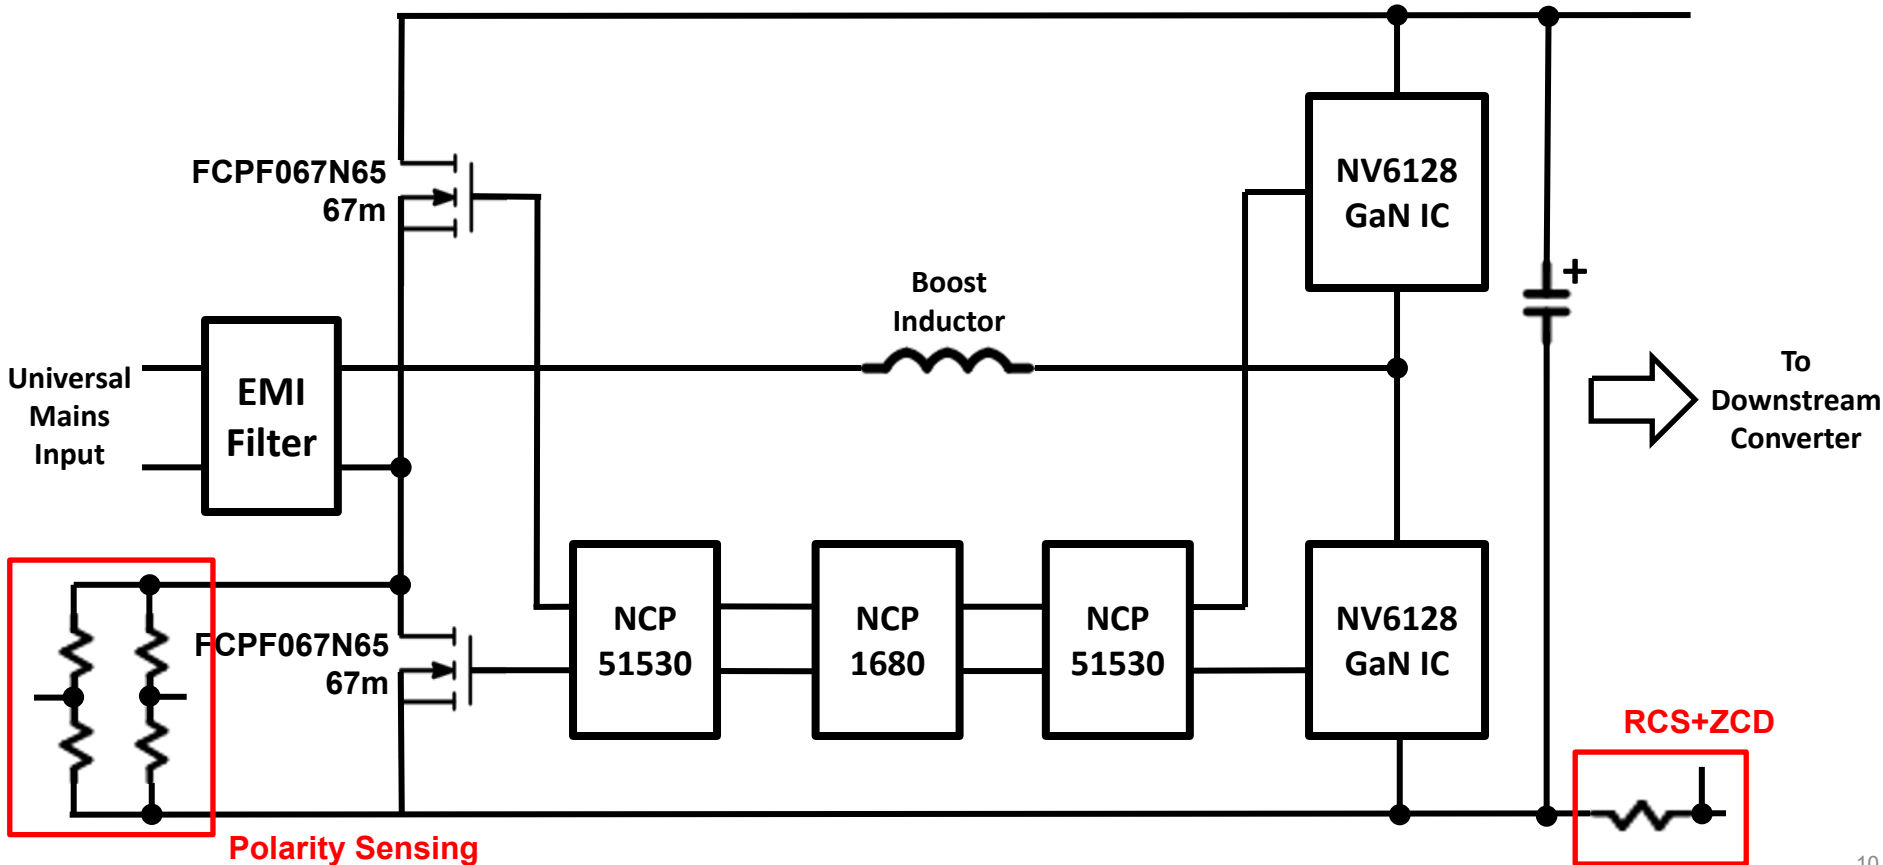 FCPF067N65
67m
NV6128
GaN IC
Boost
Inductor
+
Universal
Mains
Input
EMI
Filter
To
Downstream
Converter
FCPF067N65
67m
NCP
51530
NCP
1680
NCP
51530
NV6128
GaN IC
RCS+ZCD
Polarity Sensing
10